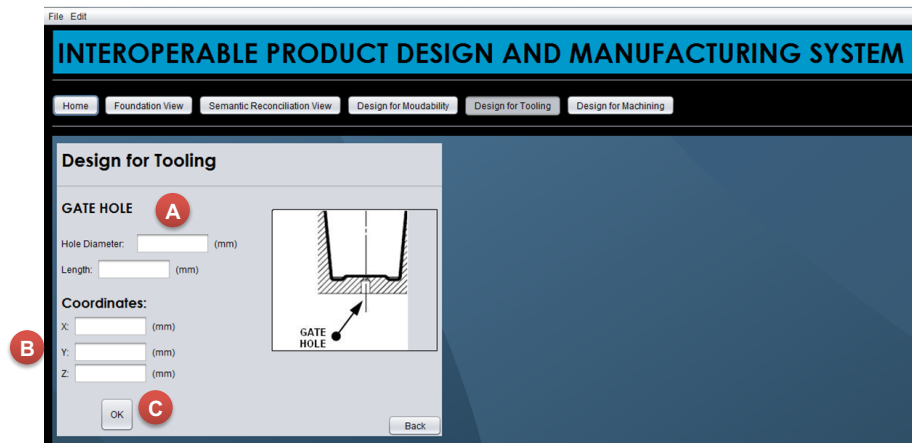 File Edit
INTEROPERABLE PRODUCT DESIGN AND MANUFACTURING SYSTEM
Home Foundation View Semantic Reconciliation View Design for Moudability Design for Tooling Design for Machining
Design for Tooling
GATE HOLE A
Hole Diameter: (mm)
Length: (mm)
Coordinates:
X: (mm)
B
Y: (mm)
Z: (mm)
GATE
HOLE
OK C
Back